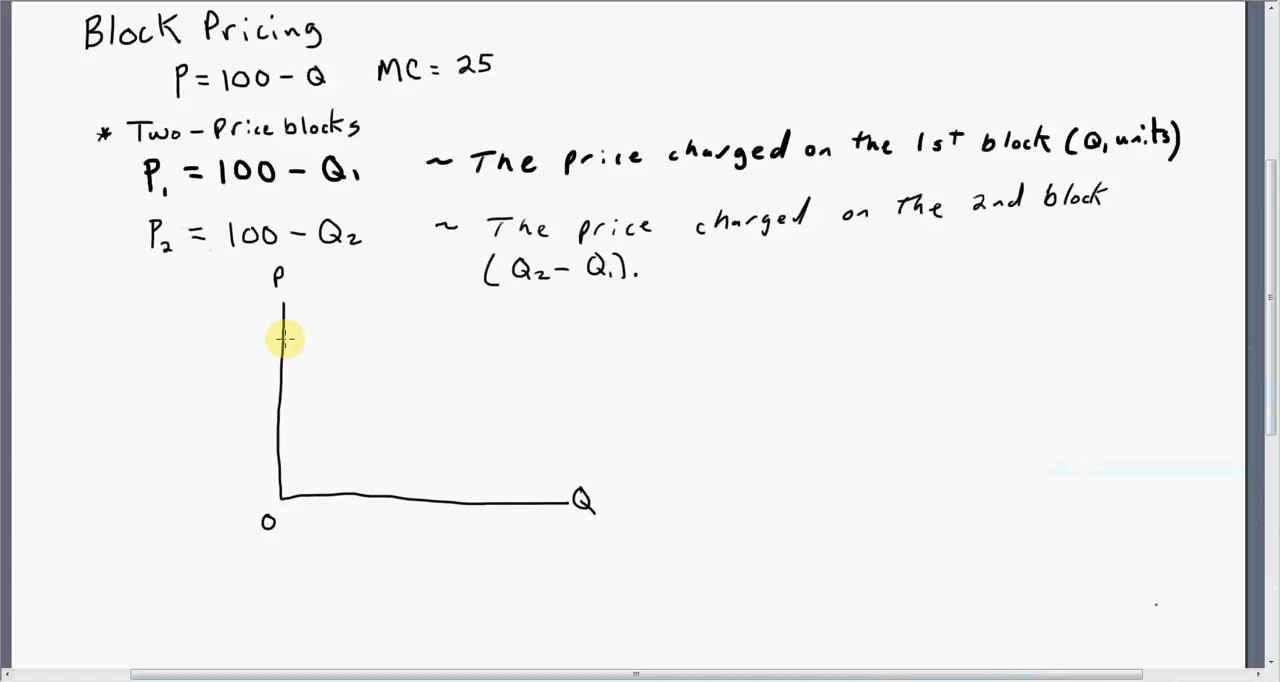 Block Pricing
P = 100 - Q MC = 25
* Two-Price blocks
P₁ = 100 - Q₁ ~ The price charged on the 1st block (Q₁ units)
P₂ = 100 - Q₂ ~ The price charged on the 2nd block
(Q₂ - Q₁).
P
Q
0